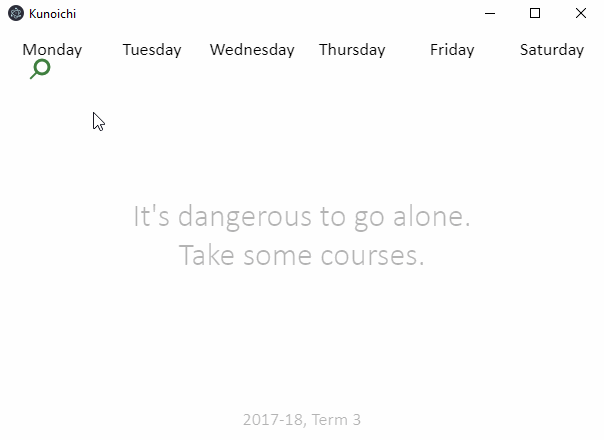 Kunoichi
Monday Tuesday Wednesday Thursday Friday Saturday
It's dangerous to go alone.
Take some courses.
2017-18, Term 3